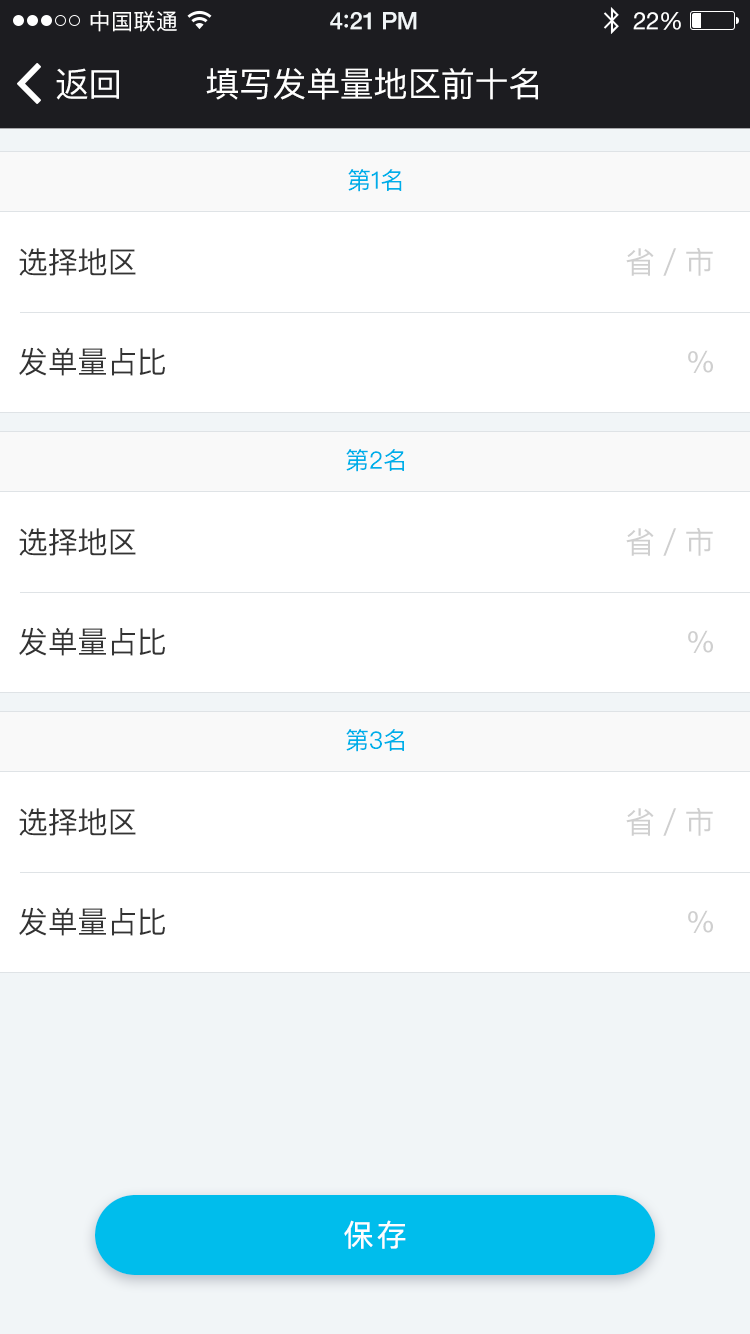 中国联通 4:21 PM 22%
返回 填写发单量地区前十名
第1名
选择地区 省 / 市
发单量占比 %
第2名
选择地区 省 / 市
发单量占比 %
第3名
选择地区 省 / 市
发单量占比 %
保存